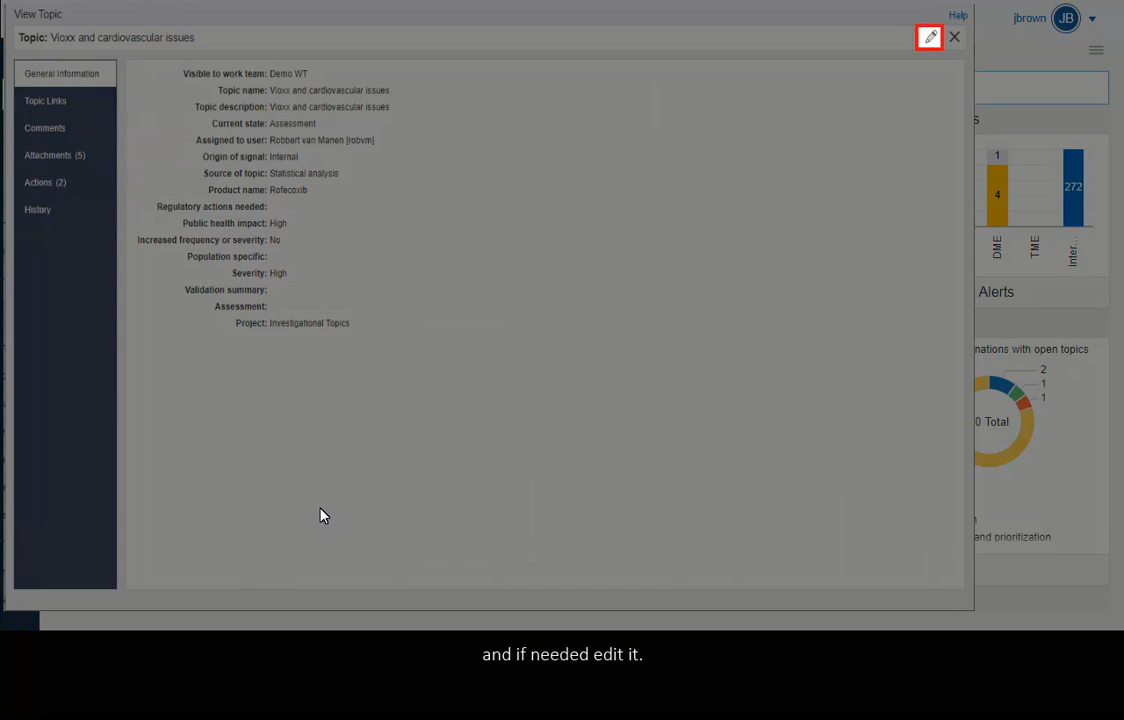 View Topic
Help
Topic: Vioxx and cardiovascular issues
jbrown JB
General Information
Topic Links
Comments
Attachments (5)
Actions (2)
History
Visible to work team: Demo WT
Topic name: Vioxx and cardiovascular issues
Topic description: Vioxx and cardiovascular issues
Current state: Assessment
Assigned to user: Robbert van Manen [robvm]
Origin of signal: Internal
Source of topic: Statistical analysis
Product name: Rofecoxib
Regulatory actions needed:
Public health impact: High
Increased frequency or severity: No
Population specific:
Severity: High
Validation summary:
Assessment:
Project: Investigational Topics
s
1
4
272
DME
TME
Inter...
Alerts
nations with open topics
2
1
1
0 Total
and prioritization
and if needed edit it.